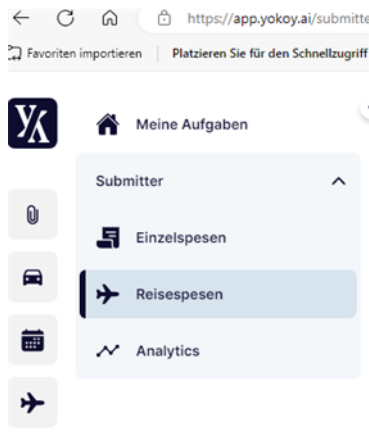 https://app.yokoy.ai/submitte
Favoriten importieren Platzieren Sie für den Schnellzugriff
Meine Aufgaben
Submitter
Einzelspesen
Reisespesen
Analytics